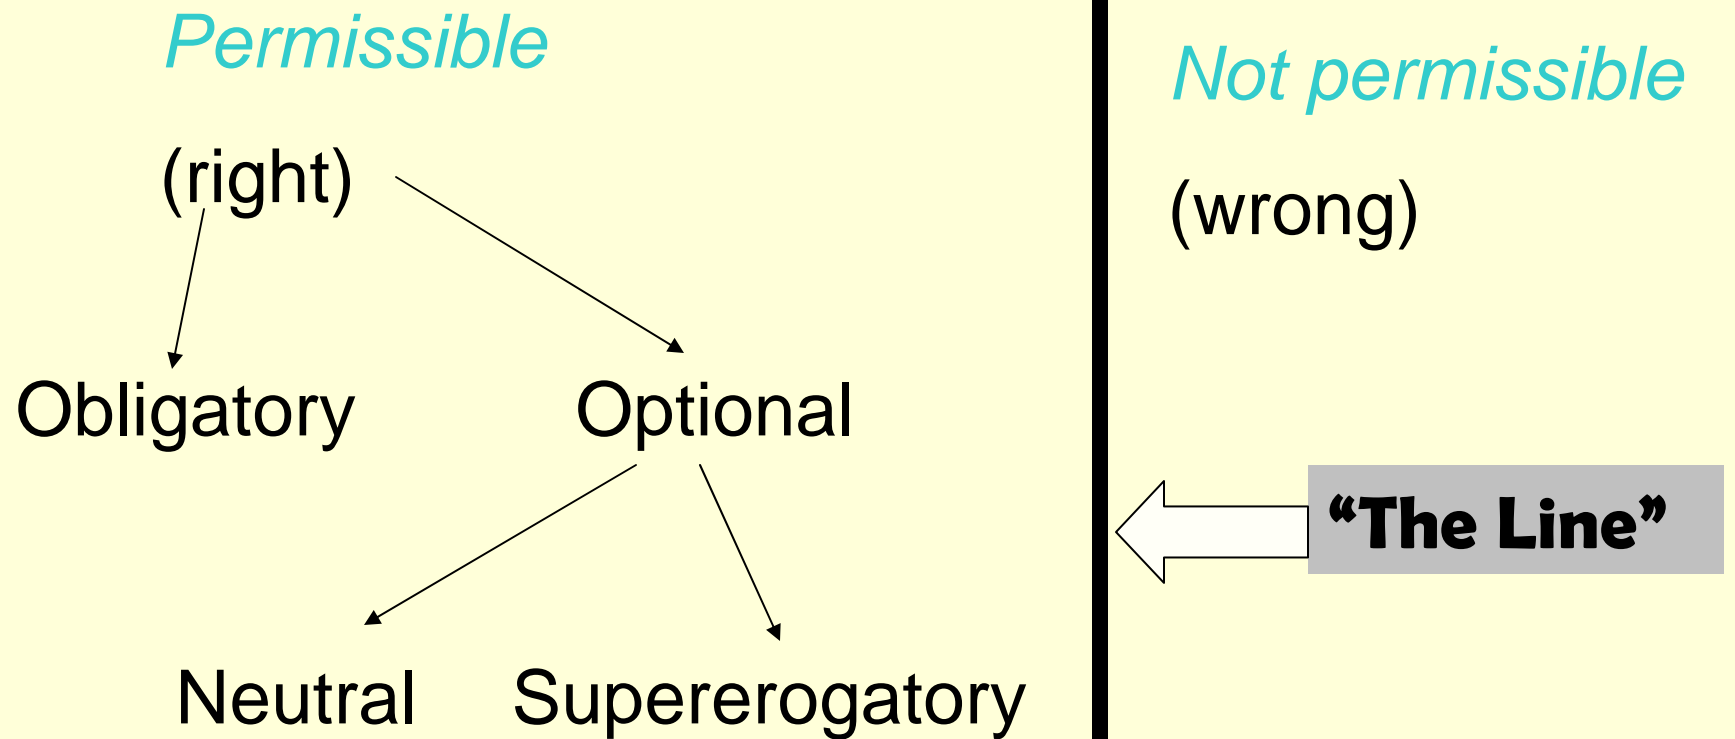 Permissible
(right)
Obligatory
Optional
Neutral
Supererogatory
Not permissible
(wrong)
“The Line”